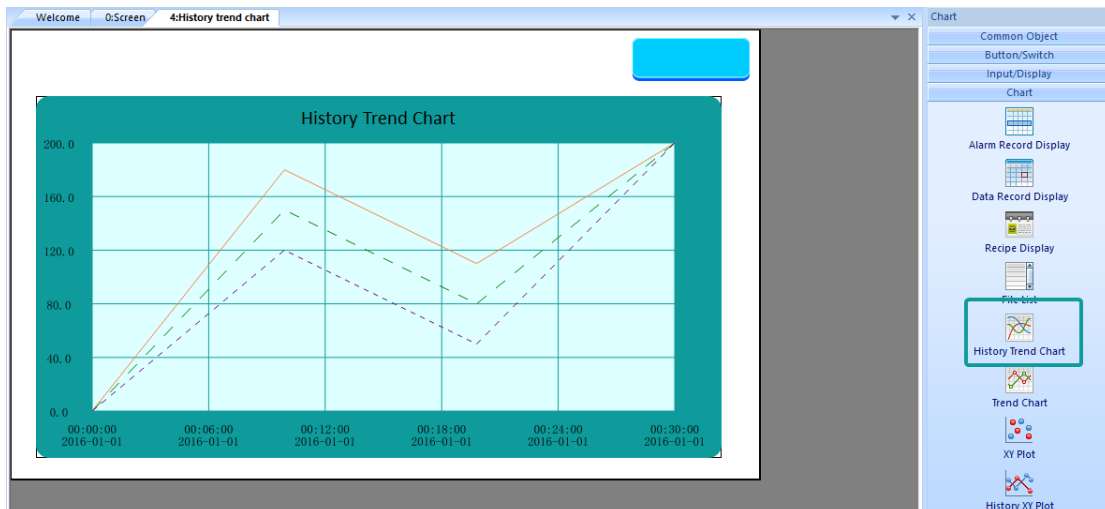 Welcome 0:Screen 4:History trend chart
History Trend Chart
200.0
160.0
120.0
80.0
40.0
0.0
00:00:00 00:06:00 00:12:00 00:18:00 00:24:00 00:30:00
2016-01-01 2016-01-01 2016-01-01 2016-01-01 2016-01-01 2016-01-01
Chart
Common Object
Button/Switch
Input/Display
Chart
Alarm Record Display
Data Record Display
Recipe Display
File List
History Trend Chart
Trend Chart
XY Plot
History XY Plot